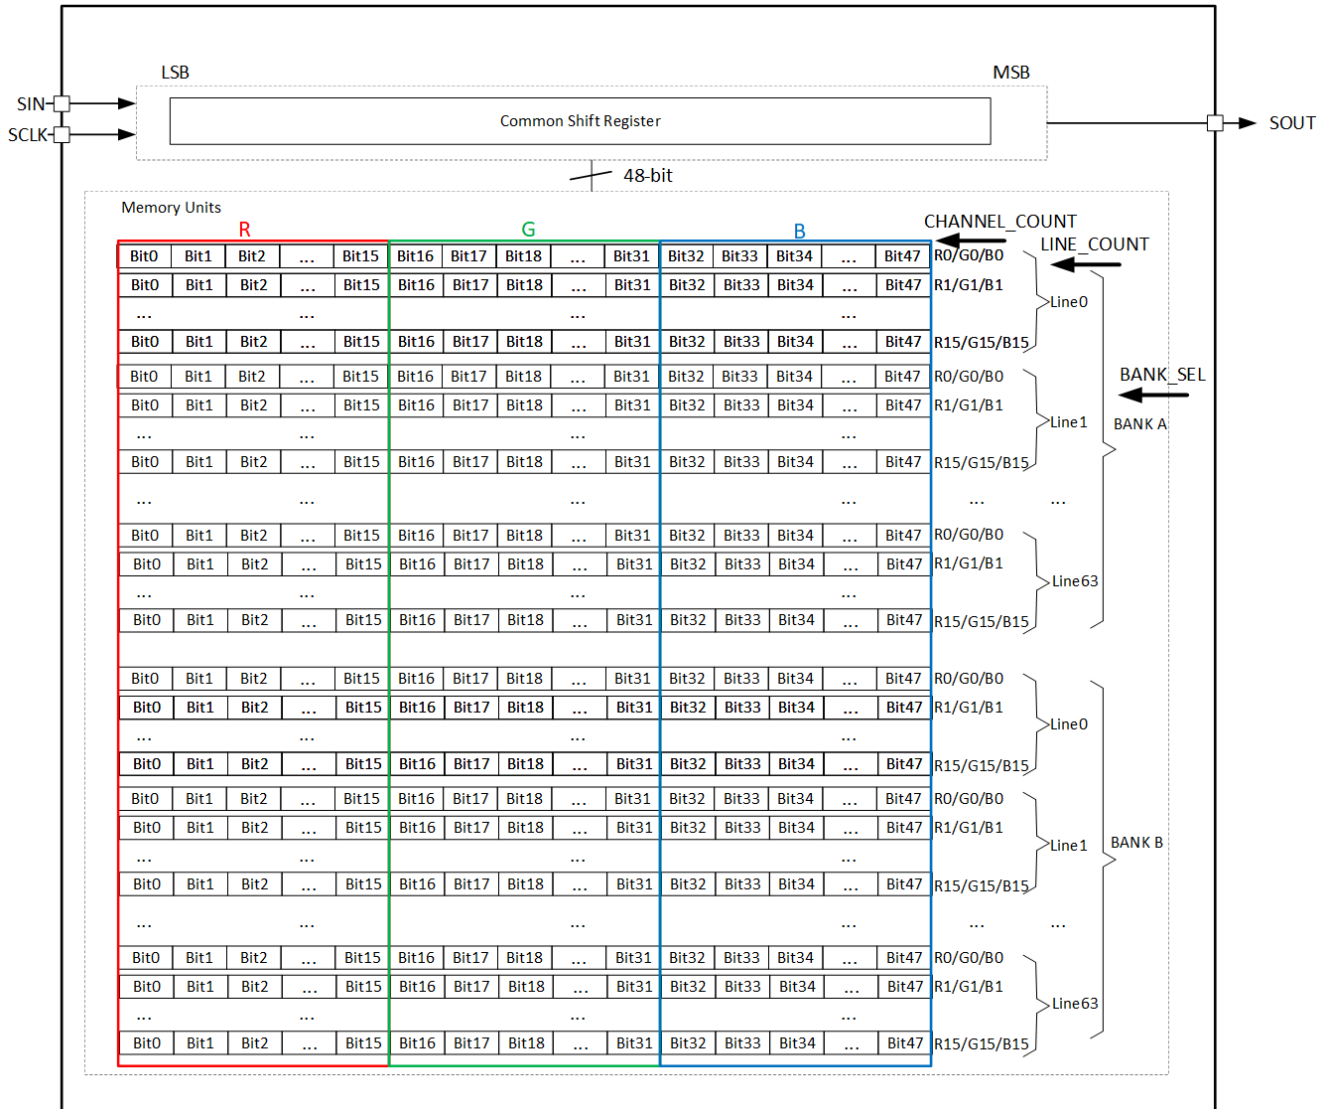 LSB MSB
SIN
SCLK
Common Shift Register
SOUT
48-bit
Memory Units
R G B
CHANNEL_COUNT
LINE_COUNT
Bit0 Bit1 Bit2 ... Bit15 Bit16 Bit17 Bit18 ... Bit31 Bit32 Bit33 Bit34 ... Bit47 R0/G0/B0
Bit0 Bit1 Bit2 ... Bit15 Bit16 Bit17 Bit18 ... Bit31 Bit32 Bit33 Bit34 ... Bit47 R1/G1/B1
Line0
... ... ... ...
Bit0 Bit1 Bit2 ... Bit15 Bit16 Bit17 Bit18 ... Bit31 Bit32 Bit33 Bit34 ... Bit47 R15/G15/B15
Bit0 Bit1 Bit2 ... Bit15 Bit16 Bit17 Bit18 ... Bit31 Bit32 Bit33 Bit34 ... Bit47 R0/G0/B0
BANK_SEL
Bit0 Bit1 Bit2 ... Bit15 Bit16 Bit17 Bit18 ... Bit31 Bit32 Bit33 Bit34 ... Bit47 R1/G1/B1
Line1 BANK A
... ... ... ...
Bit0 Bit1 Bit2 ... Bit15 Bit16 Bit17 Bit18 ... Bit31 Bit32 Bit33 Bit34 ... Bit47 R15/G15/B15
... ... ... ... ... ...
Bit0 Bit1 Bit2 ... Bit15 Bit16 Bit17 Bit18 ... Bit31 Bit32 Bit33 Bit34 ... Bit47 R0/G0/B0
Bit0 Bit1 Bit2 ... Bit15 Bit16 Bit17 Bit18 ... Bit31 Bit32 Bit33 Bit34 ... Bit47 R1/G1/B1
Line63
... ... ... ...
Bit0 Bit1 Bit2 ... Bit15 Bit16 Bit17 Bit18 ... Bit31 Bit32 Bit33 Bit34 ... Bit47 R15/G15/B15
Bit0 Bit1 Bit2 ... Bit15 Bit16 Bit17 Bit18 ... Bit31 Bit32 Bit33 Bit34 ... Bit47 R0/G0/B0
Bit0 Bit1 Bit2 ... Bit15 Bit16 Bit17 Bit18 ... Bit31 Bit32 Bit33 Bit34 ... Bit47 R1/G1/B1
Line0
... ... ... ...
Bit0 Bit1 Bit2 ... Bit15 Bit16 Bit17 Bit18 ... Bit31 Bit32 Bit33 Bit34 ... Bit47 R15/G15/B15
Bit0 Bit1 Bit2 ... Bit15 Bit16 Bit17 Bit18 ... Bit31 Bit32 Bit33 Bit34 ... Bit47 R0/G0/B0
Bit0 Bit1 Bit2 ... Bit15 Bit16 Bit17 Bit18 ... Bit31 Bit32 Bit33 Bit34 ... Bit47 R1/G1/B1
Line1 BANK B
... ... ... ...
Bit0 Bit1 Bit2 ... Bit15 Bit16 Bit17 Bit18 ... Bit31 Bit32 Bit33 Bit34 ... Bit47 R15/G15/B15
... ... ... ... ... ...
Bit0 Bit1 Bit2 ... Bit15 Bit16 Bit17 Bit18 ... Bit31 Bit32 Bit33 Bit34 ... Bit47 R0/G0/B0
Bit0 Bit1 Bit2 ... Bit15 Bit16 Bit17 Bit18 ... Bit31 Bit32 Bit33 Bit34 ... Bit47 R1/G1/B1
Line63
... ... ... ...
Bit0 Bit1 Bit2 ... Bit15 Bit16 Bit17 Bit18 ... Bit31 Bit32 Bit33 Bit34 ... Bit47 R15/G15/B15